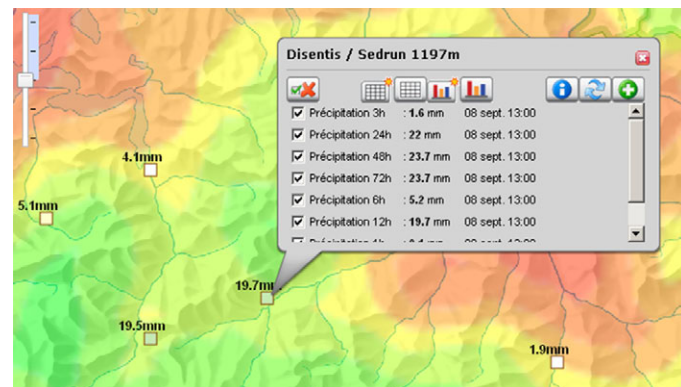 Disentis / Sedrun 1197m
Précipitation 3h : 1.6 mm 08 sept. 13:00
Précipitation 24h : 22 mm 08 sept. 13:00
Précipitation 48h : 23.7 mm 08 sept. 13:00
Précipitation 72h : 23.7 mm 08 sept. 13:00
Précipitation 6h : 5.2 mm 08 sept. 13:00
Précipitation 12h : 19.7 mm 08 sept. 13:00
4.1mm
5.1mm
19.7m
19.5mm
1.9mm